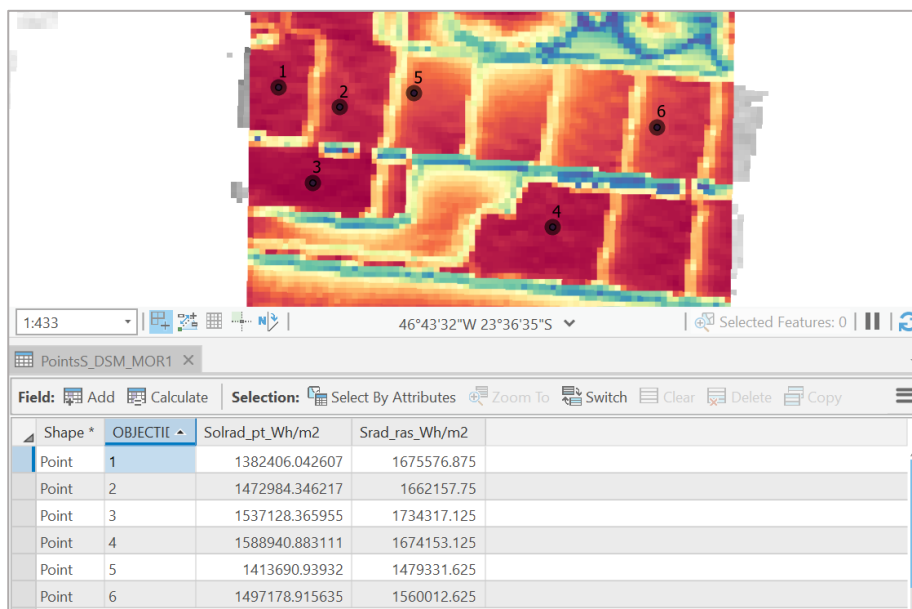 1
2
5
6
3
4
1:433
46°43'32"W 23°36'35"S
Selected Features: 0
PointsS_DSM_MOR1
Field: Add Calculate Selection: Select By Attributes Zoom To Switch Clear Delete Copy
Shape * OBJECTIE Solrad_pt_Wh/m2 Srad_ras_Wh/m2
Point 1 1382406.042607 1675576.875
Point 2 1472984.346217 1662157.75
Point 3 1537128.365955 1734317.125
Point 4 1588940.883111 1674153.125
Point 5 1413690.93932 1479331.625
Point 6 1497178.915635 1560012.625